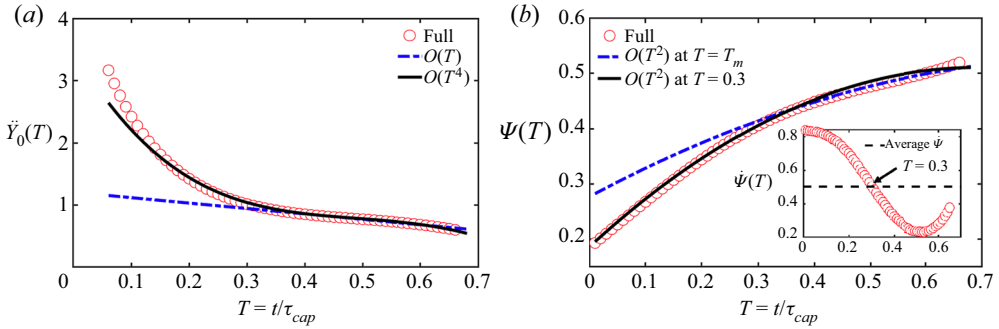 (a)
4
3
2
1
0
0.1 0.2 0.3 0.4 0.5 0.6 0.7
Ÿ₀(T)
T = t/τcap
Full
O(T)
O(T⁴)
(b)
0.6
0.5
0.4
0.3
0.2
0 0.1 0.2 0.3 0.4 0.5 0.6 0.7
Ψ(T)
T = t/τcap
Full
O(T²) at T = Tₘ
O(T²) at T = 0.3
0.8
0.6
0.4
0.2
0 0.2 0.4 0.6
Ψ̇(T)
Average Ψ̇
T = 0.3